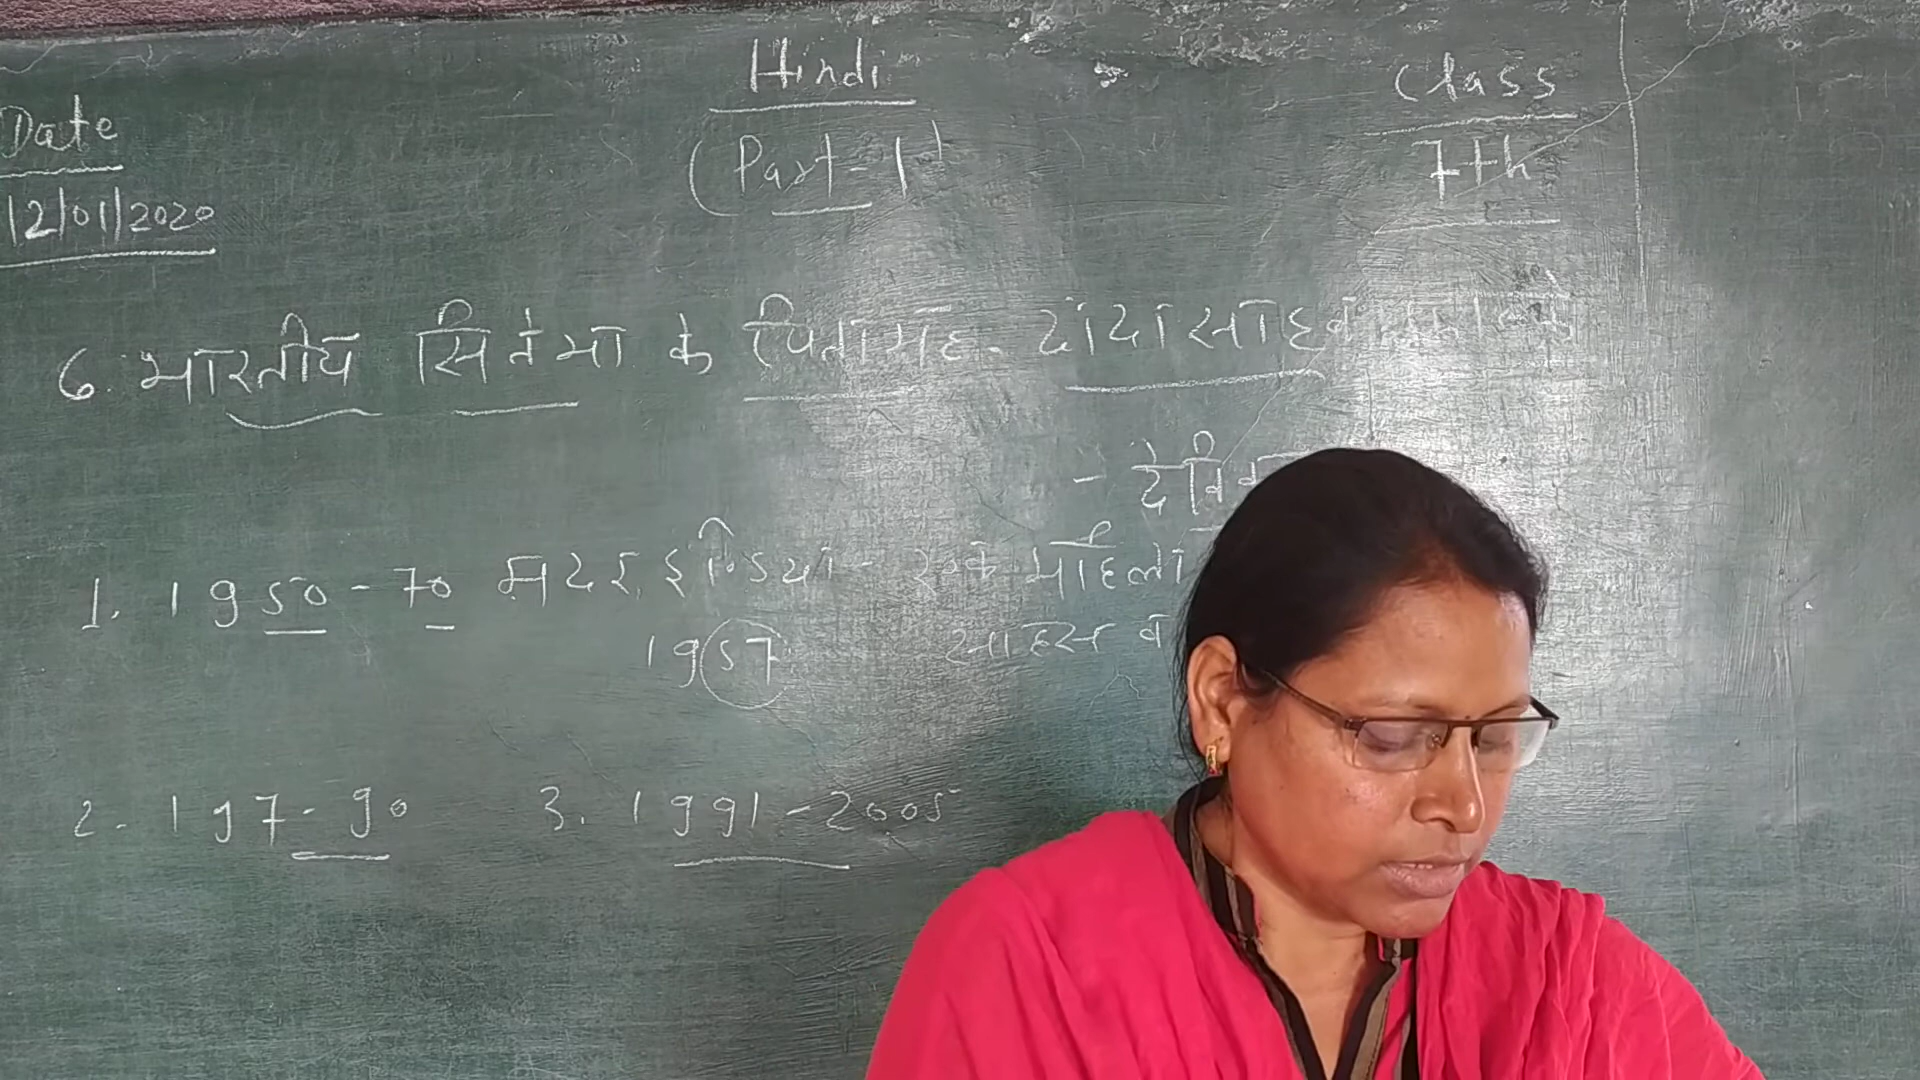 Hindi
Class
Date
(Part-1)
7th
12/01/2020
6. भारतीय सिनेमा के पितामह - दादा साहब
1. 1950-70 मदर इण्डिया - एक महिला
1957 साहस
2. 197-90 3. 1991-2005